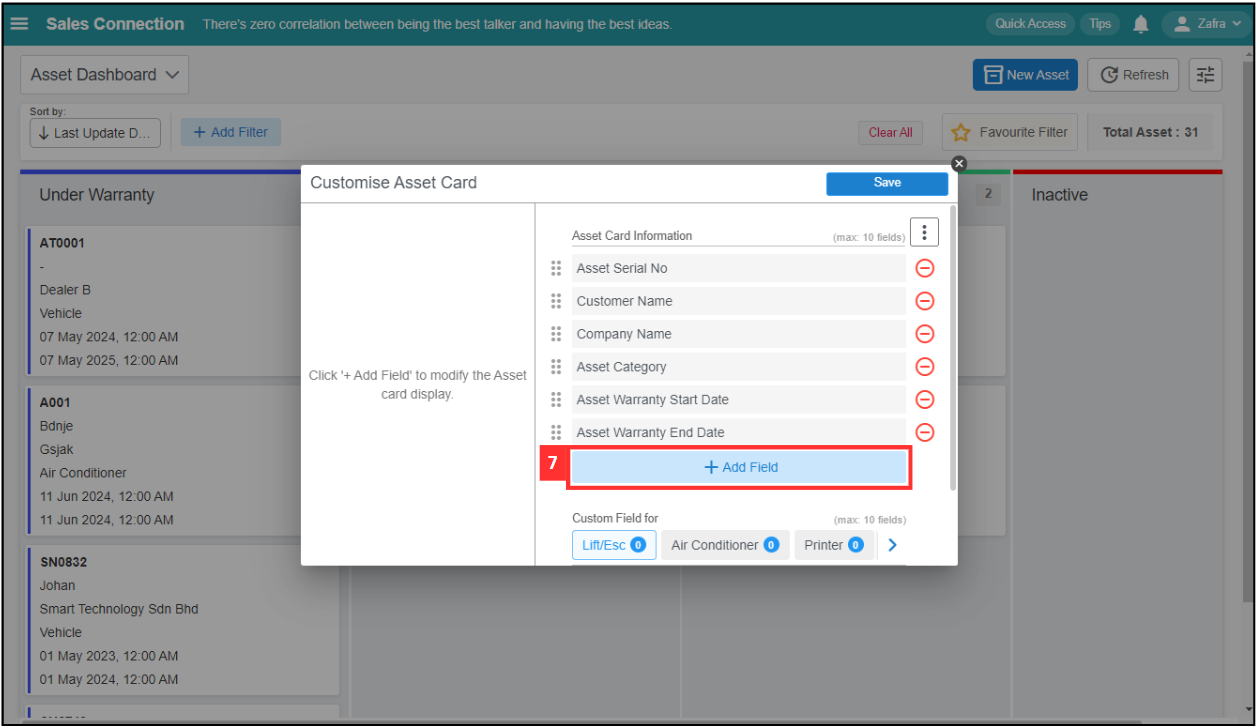 Sales Connection There's zero correlation between being the best talker and having the best ideas. Quick Access Tips Zafra
Asset Dashboard New Asset Refresh
Sort by:
Last Update D... + Add Filter Clear All Favourite Filter Total Asset : 31
Under Warranty 2 Inactive
AT0001
-
Dealer B
Vehicle
07 May 2024, 12:00 AM
07 May 2025, 12:00 AM
A001
Bdnje
Gsjak
Air Conditioner
11 Jun 2024, 12:00 AM
11 Jun 2024, 12:00 AM
SN0832
Johan
Smart Technology Sdn Bhd
Vehicle
01 May 2023, 12:00 AM
01 May 2024, 12:00 AM
Customise Asset Card Save
Click '+ Add Field' to modify the Asset
card display.
Asset Card Information (max: 10 fields)
Asset Serial No
Customer Name
Company Name
Asset Category
Asset Warranty Start Date
Asset Warranty End Date
7 + Add Field
Custom Field for (max: 10 fields)
Lift/Esc 0 Air Conditioner 0 Printer 0